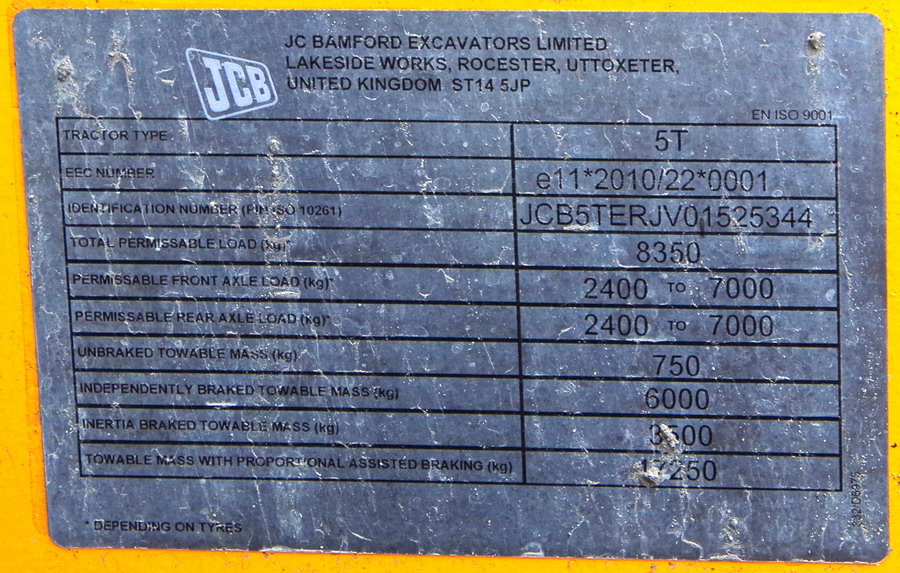 JCB
JC BAMFORD EXCAVATORS LIMITED
LAKESIDE WORKS, ROCESTER, UTTOXETER,
UNITED KINGDOM ST14 5JP
EN ISO 9001
TRACTOR TYPE 5T
EEC NUMBER e11*2010/22*0001
IDENTIFICATION NUMBER (PIN ISO 10261) JCB5TERJV01525344
TOTAL PERMISSABLE LOAD (kg)* 8350
PERMISSABLE FRONT AXLE LOAD (kg)* 2400 TO 7000
PERMISSABLE REAR AXLE LOAD (kg)* 2400 TO 7000
UNBRAKED TOWABLE MASS (kg) 750
INDEPENDENTLY BRAKED TOWABLE MASS (kg) 6000
INERTIA BRAKED TOWABLE MASS (kg) 3500
TOWABLE MASS WITH PROPORTIONAL ASSISTED BRAKING (kg)
* DEPENDING ON TYRES